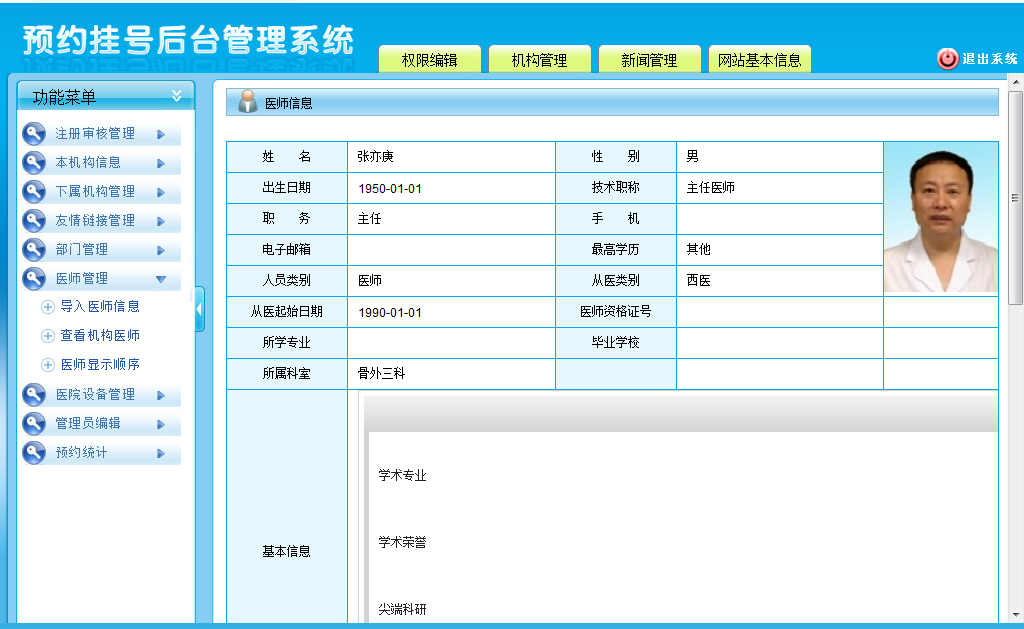 预约挂号后台管理系统
权限编辑 机构管理 新闻管理 网站基本信息
退出系统
功能菜单
注册审核管理
本机构信息
下属机构管理
友情链接管理
部门管理
医师管理
导入医师信息
查看机构医师
医师显示顺序
医院设备管理
管理员编辑
预约统计
医师信息
姓 名 张亦庚 性 别 男
出生日期 1950-01-01 技术职称 主任医师
职 务 主任 手 机
电子邮箱 最高学历 其他
人员类别 医师 从医类别 西医
从医起始日期 1990-01-01 医师资格证号
所学专业 毕业学校
所属科室 骨外三科
基本信息
学术专业
学术荣誉
尖端科研